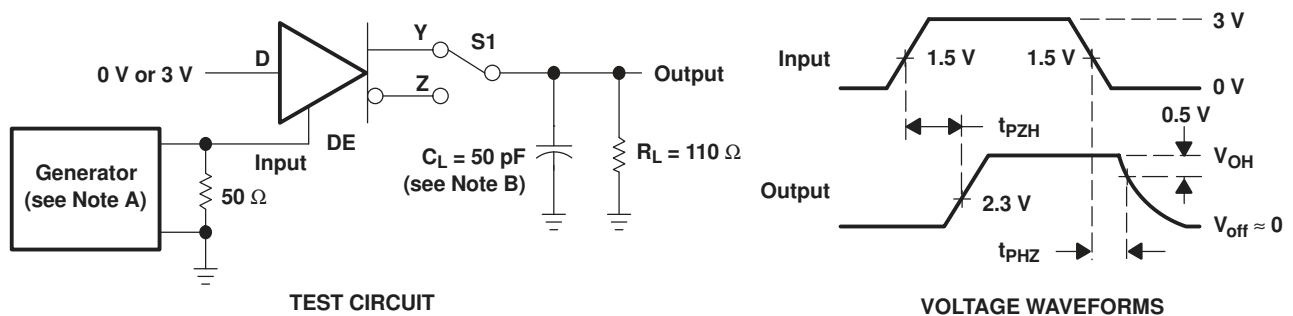 0 V or 3 V
D
Y
Z
S1
Output
DE
Input
Generator
(see Note A)
50 Ω
C_L = 50 pF
(see Note B)
R_L = 110 Ω
TEST CIRCUIT
Input
1.5 V
1.5 V
3 V
0 V
t_PZH
0.5 V
V_OH
Output
2.3 V
V_off ≈ 0
t_PHZ
VOLTAGE WAVEFORMS